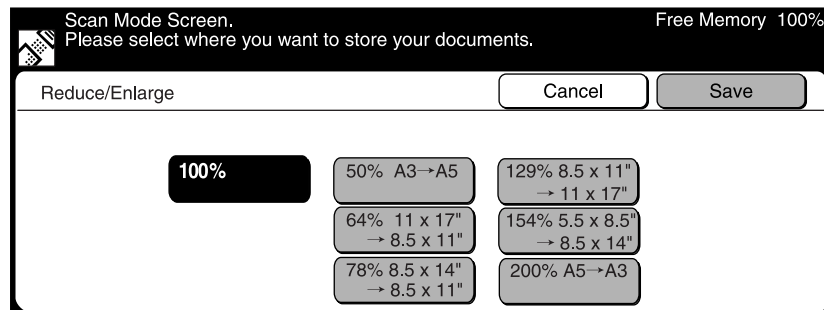 Scan Mode Screen.
Free Memory 100%
Please select where you want to store your documents.
Reduce/Enlarge
Cancel
Save
100%
50% A3→A5
129% 8.5 x 11"
→ 11 x 17"
64% 11 x 17"
→ 8.5 x 11"
154% 5.5 x 8.5"
→ 8.5 x 14"
78% 8.5 x 14"
→ 8.5 x 11"
200% A5→A3